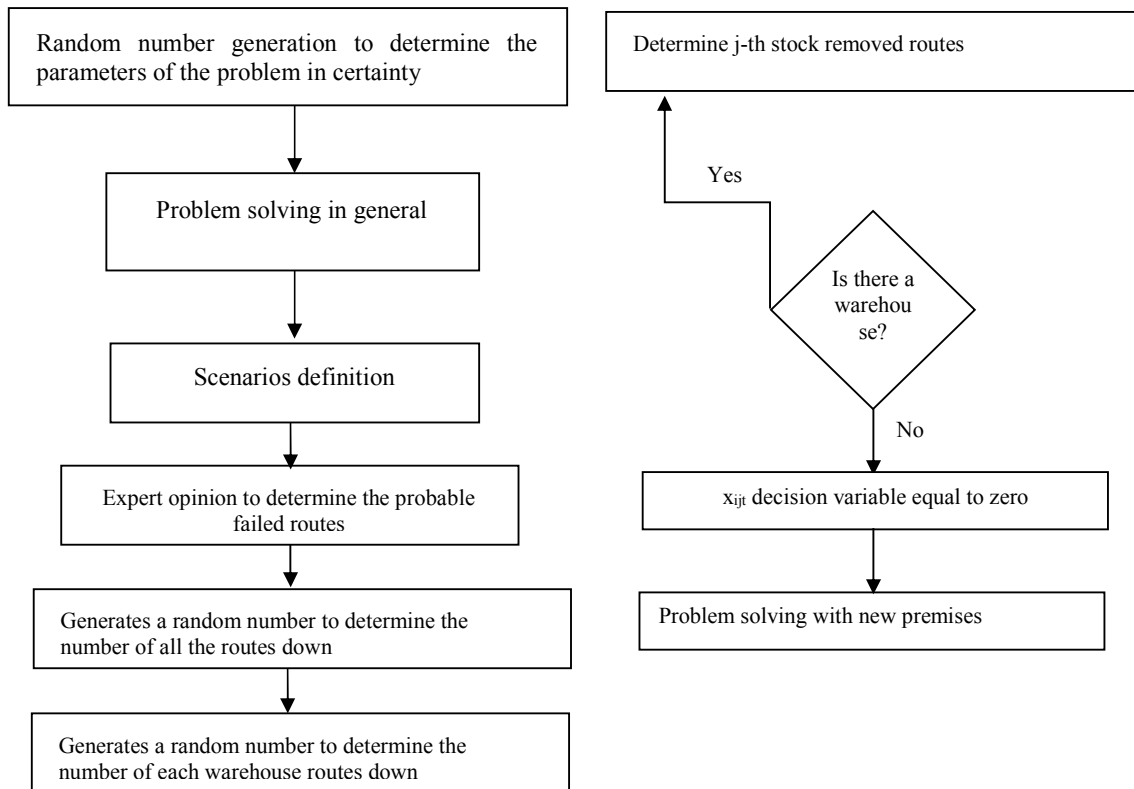 Random number generation to determine the
parameters of the problem in certainty
Problem solving in general
Scenarios definition
Expert opinion to determine the probable
failed routes
Generates a random number to determine the
number of all the routes down
Generates a random number to determine the
number of each warehouse routes down
Determine j-th stock removed routes
Yes
Is there a
warehou
se?
No
xijt decision variable equal to zero
Problem solving with new premises